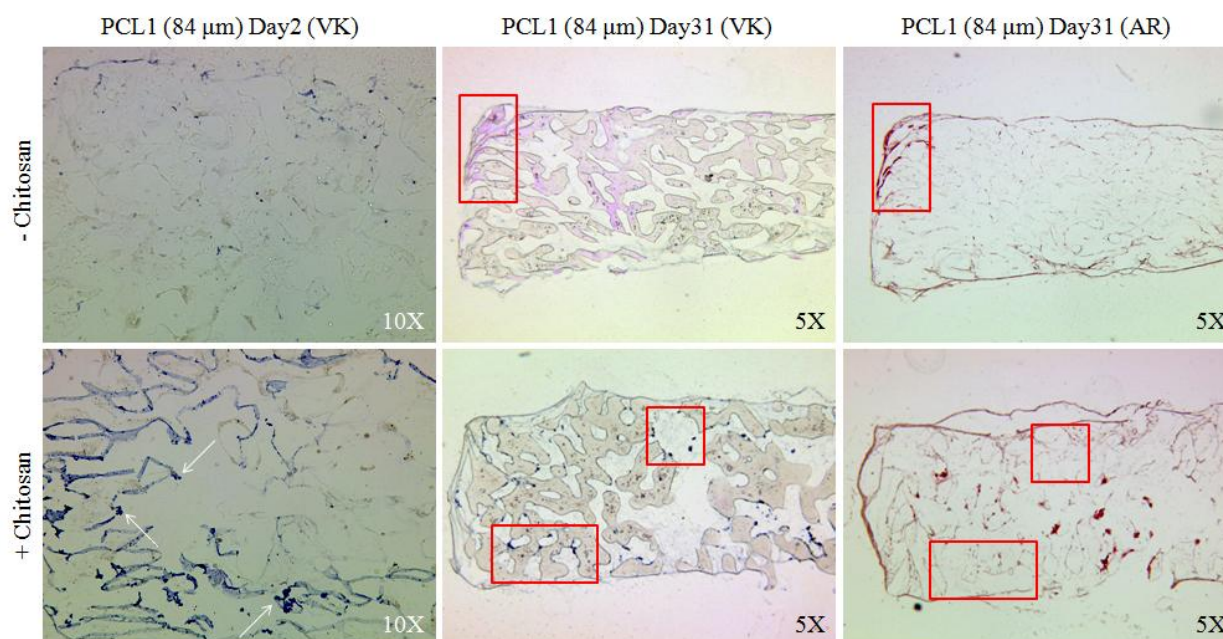 PCL1 (84 μm) Day2 (VK)
PCL1 (84 μm) Day31 (VK)
PCL1 (84 μm) Day31 (AR)
- Chitosan
10X
5X
5X
+ Chitosan
10X
5X
5X